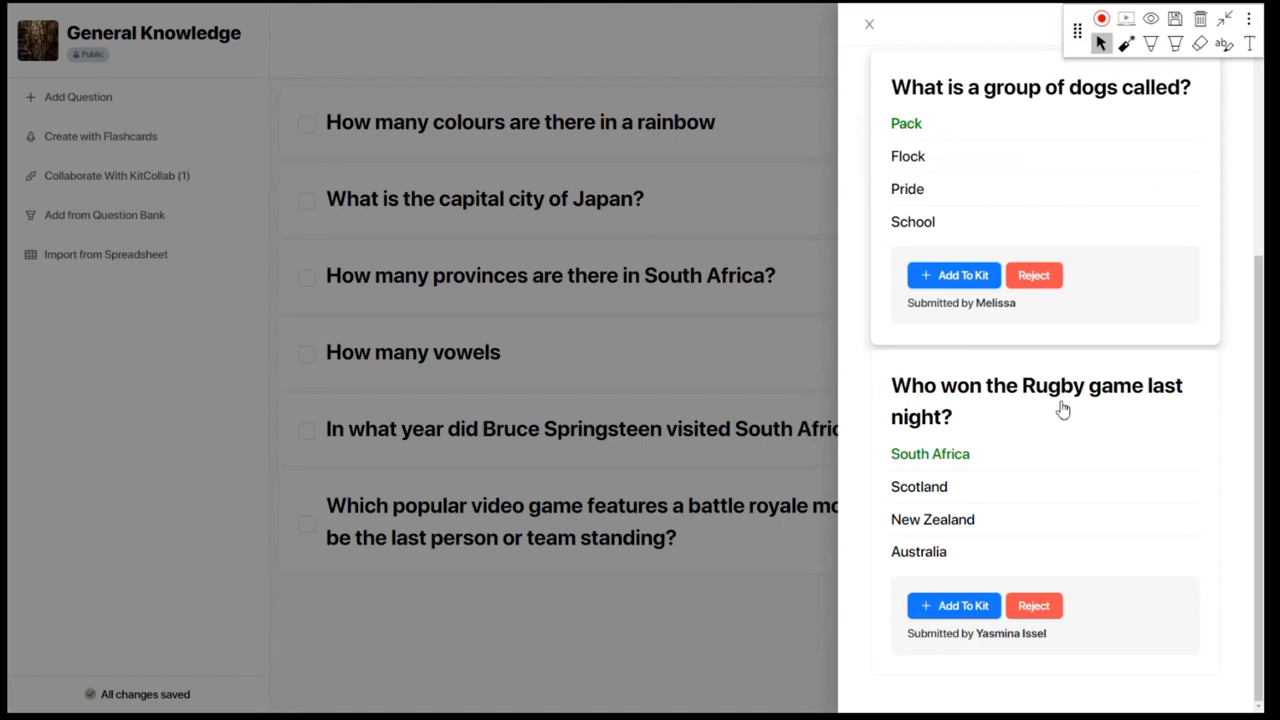 General Knowledge
Public
Add Question
Create with Flashcards
Collaborate With KitCollab (1)
Add from Question Bank
Import from Spreadsheet
All changes saved
How many colours are there in a rainbow
What is the capital city of Japan?
How many provinces are there in South Africa?
How many vowels
In what year did Bruce Springsteen visited South Afric
Which popular video game features a battle royale mo
be the last person or team standing?
What is a group of dogs called?
Pack
Flock
Pride
School
+ Add To Kit Reject
Submitted by Melissa
Who won the Rugby game last
night?
South Africa
Scotland
New Zealand
Australia
+ Add To Kit Reject
Submitted by Yasmina Issel